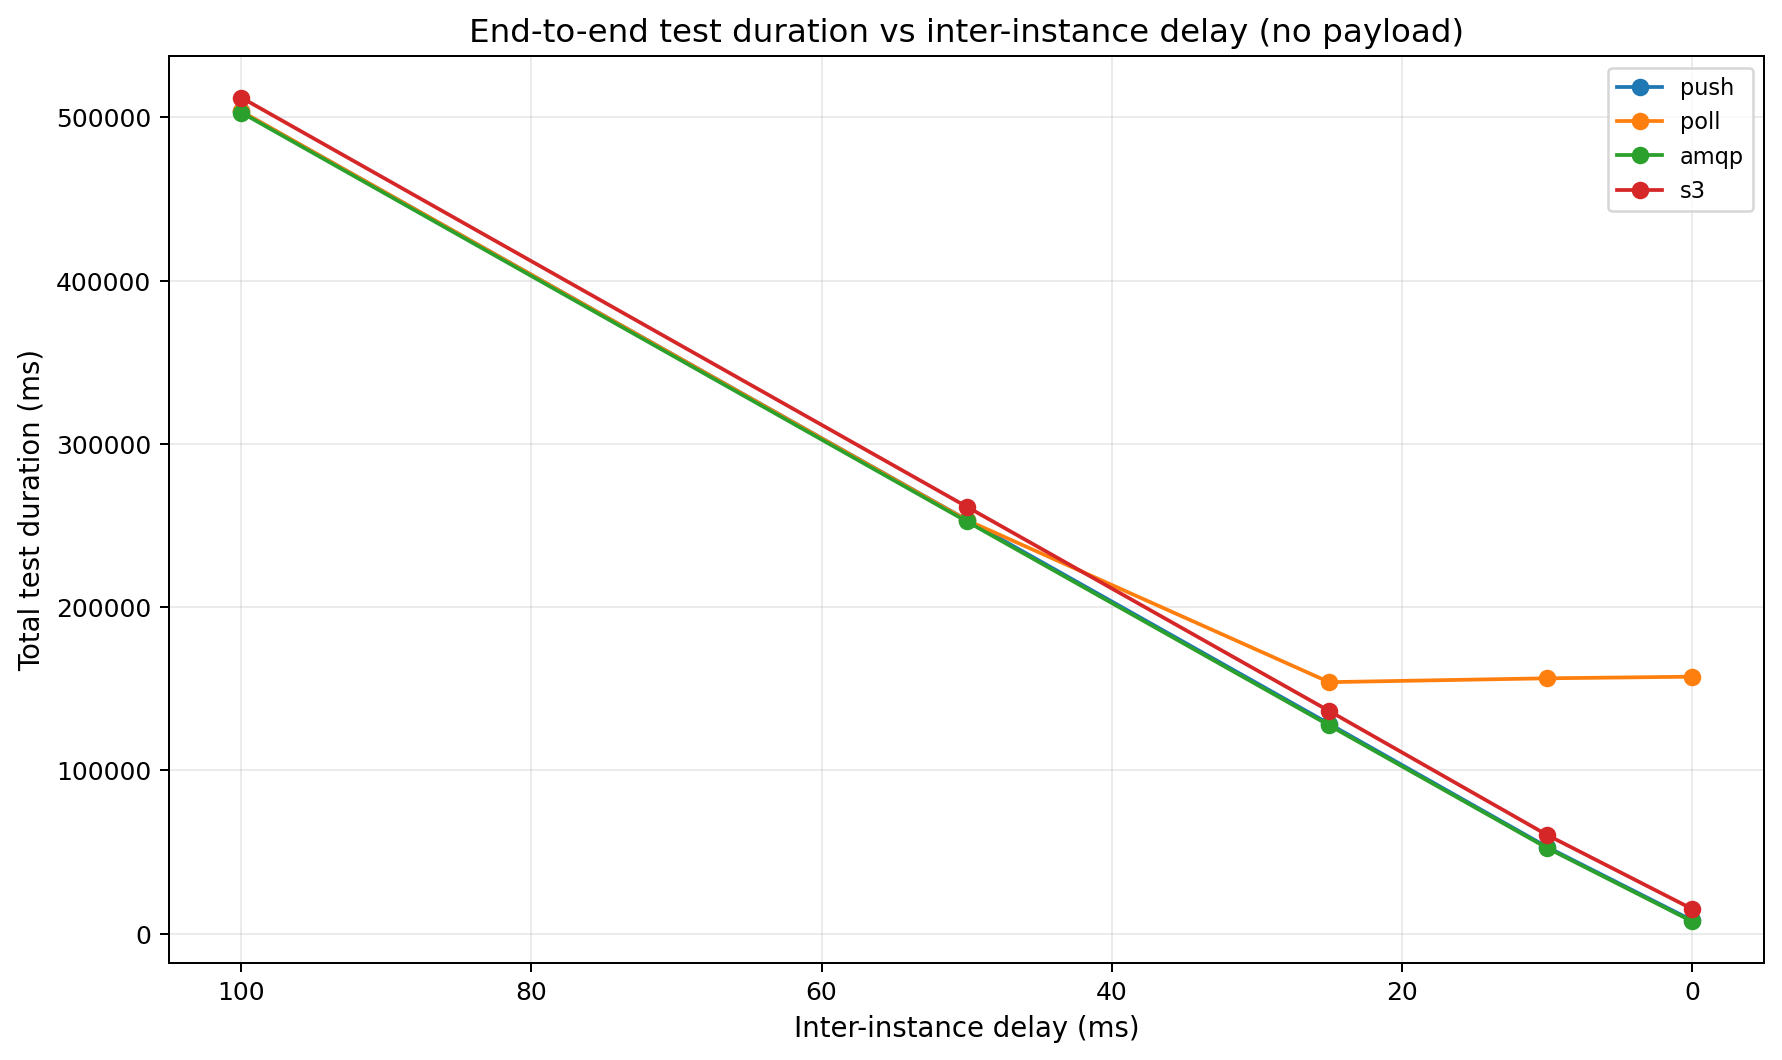 End-to-end test duration vs inter-instance delay (no payload)
push
poll
amqp
s3
500000
400000
300000
200000
100000
0
Total test duration (ms)
100
80
60
40
20
0
Inter-instance delay (ms)